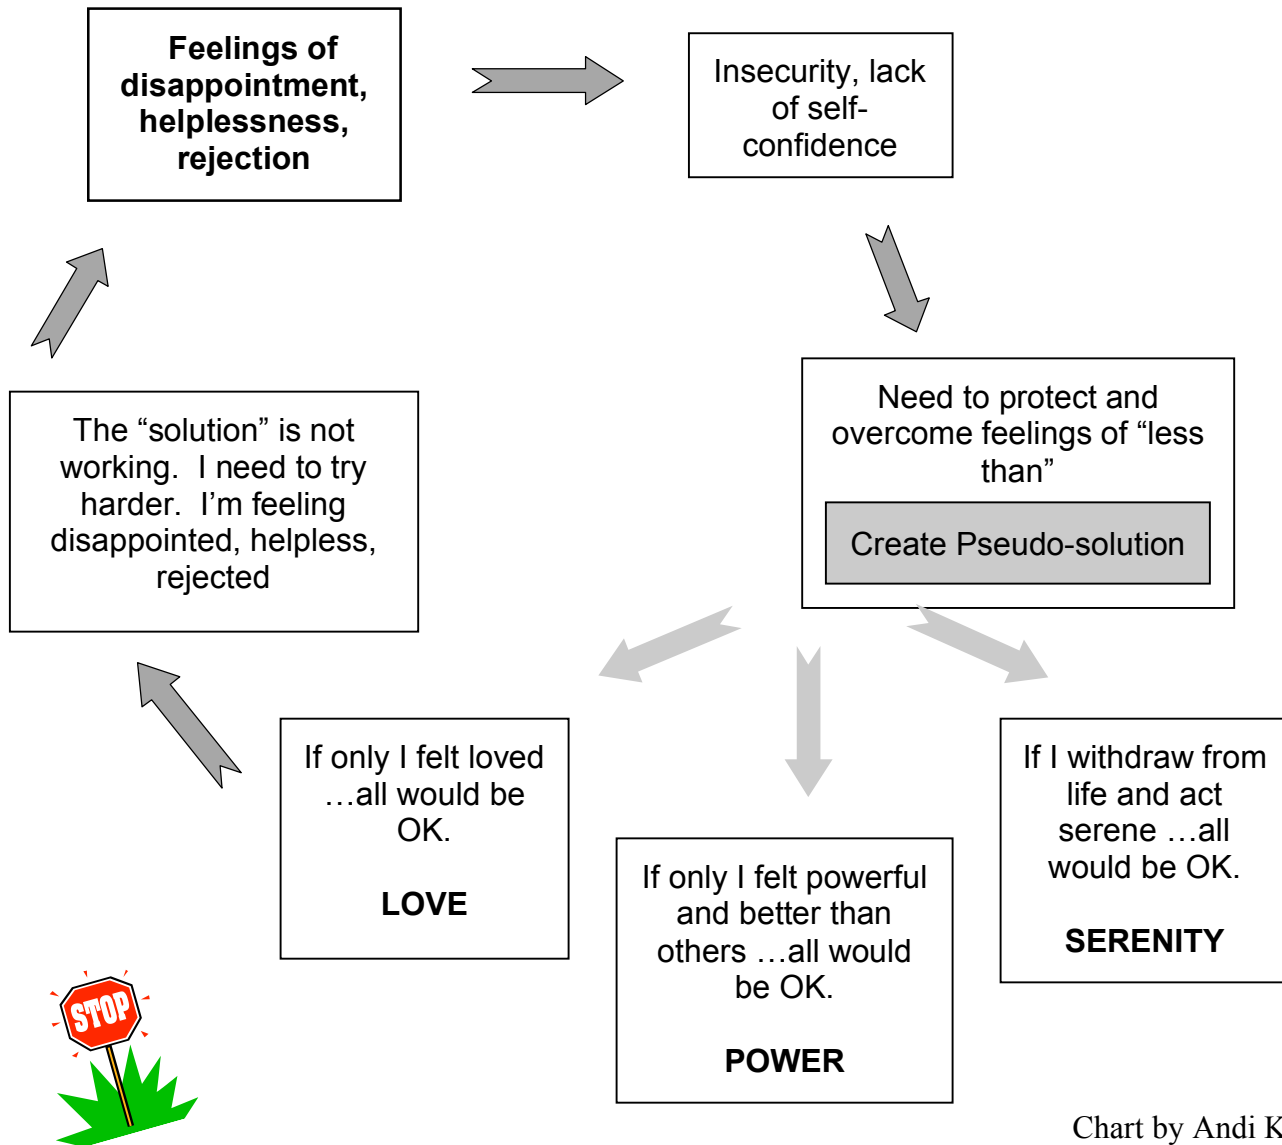 Feelings of
disappointment,
helplessness,
rejection
Insecurity, lack
of self-
confidence
Need to protect and
overcome feelings of “less
than”
Create Pseudo-solution
The “solution” is not
working.  I need to try
harder.  I’m feeling
disappointed, helpless,
rejected
If only I felt loved
…all would be
OK.
LOVE
If only I felt powerful
and better than
others …all would
be OK.
POWER
If I withdraw from
life and act
serene …all
would be OK.
SERENITY
STOP
Chart by Andi K